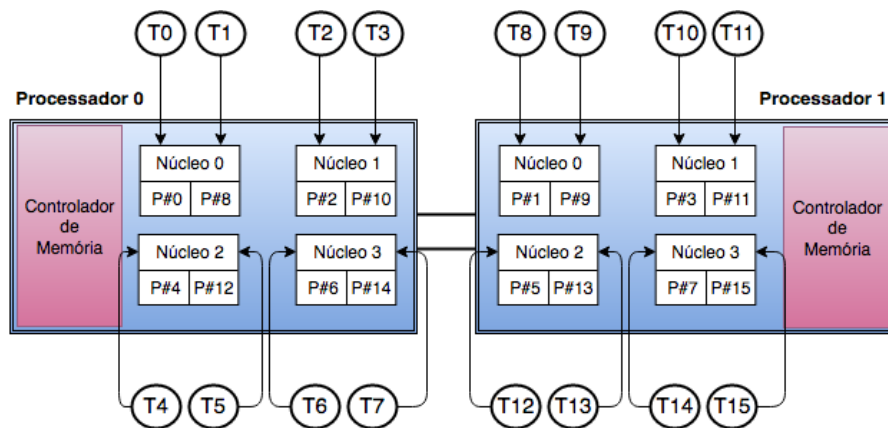 T0 T1 T2 T3 T8 T9 T10 T11
Processador 0 Processador 1
Núcleo 0 Núcleo 1 Núcleo 0 Núcleo 1
P#0 P#8 P#2 P#10 P#1 P#9 P#3 P#11
Controlador
de
Memória
Controlador
de
Memória
Núcleo 2 Núcleo 3 Núcleo 2 Núcleo 3
P#4 P#12 P#6 P#14 P#5 P#13 P#7 P#15
T4 T5 T6 T7 T12 T13 T14 T15